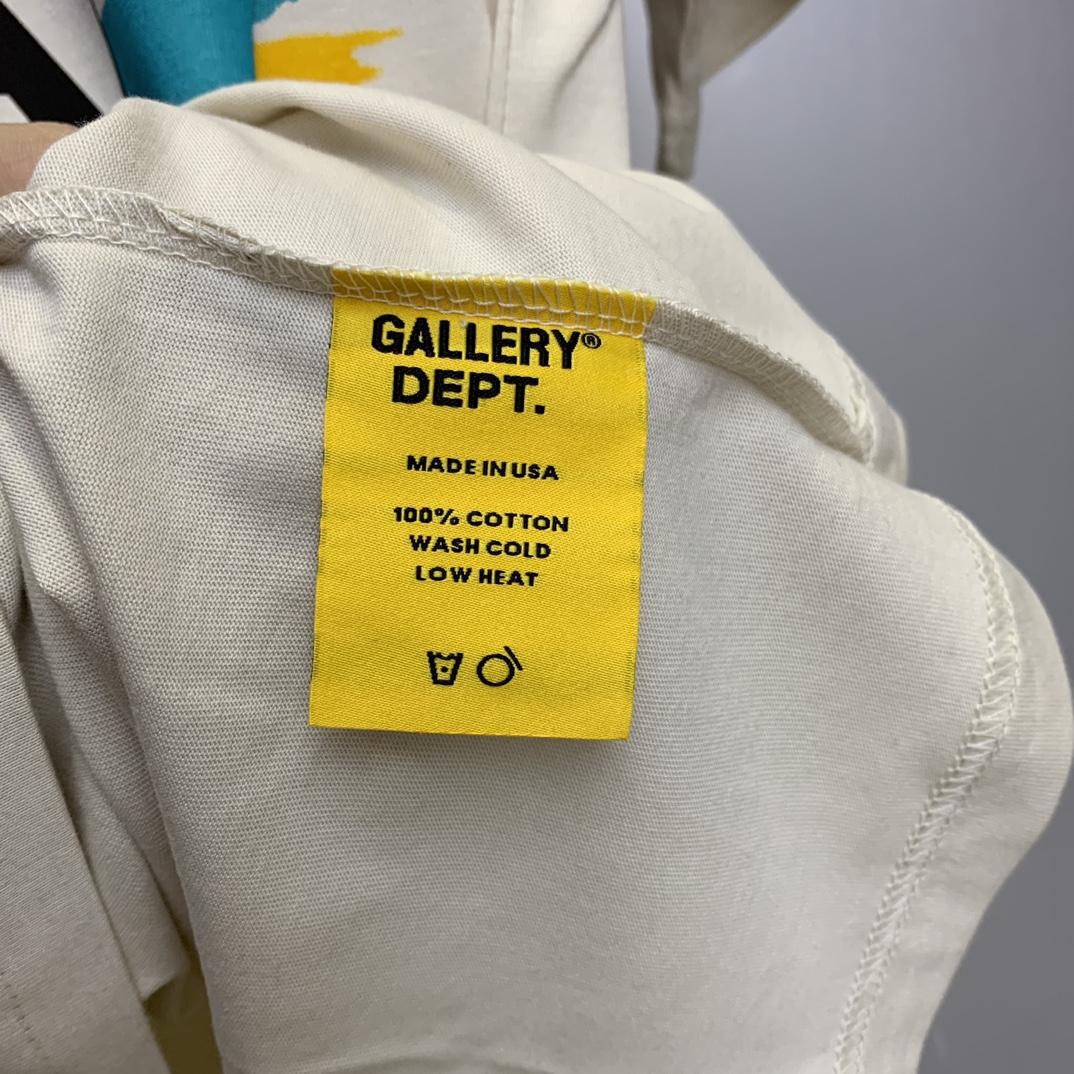 GALLERY®
DEPT.
MADE IN USA
100% COTTON
WASH COLD
LOW HEAT